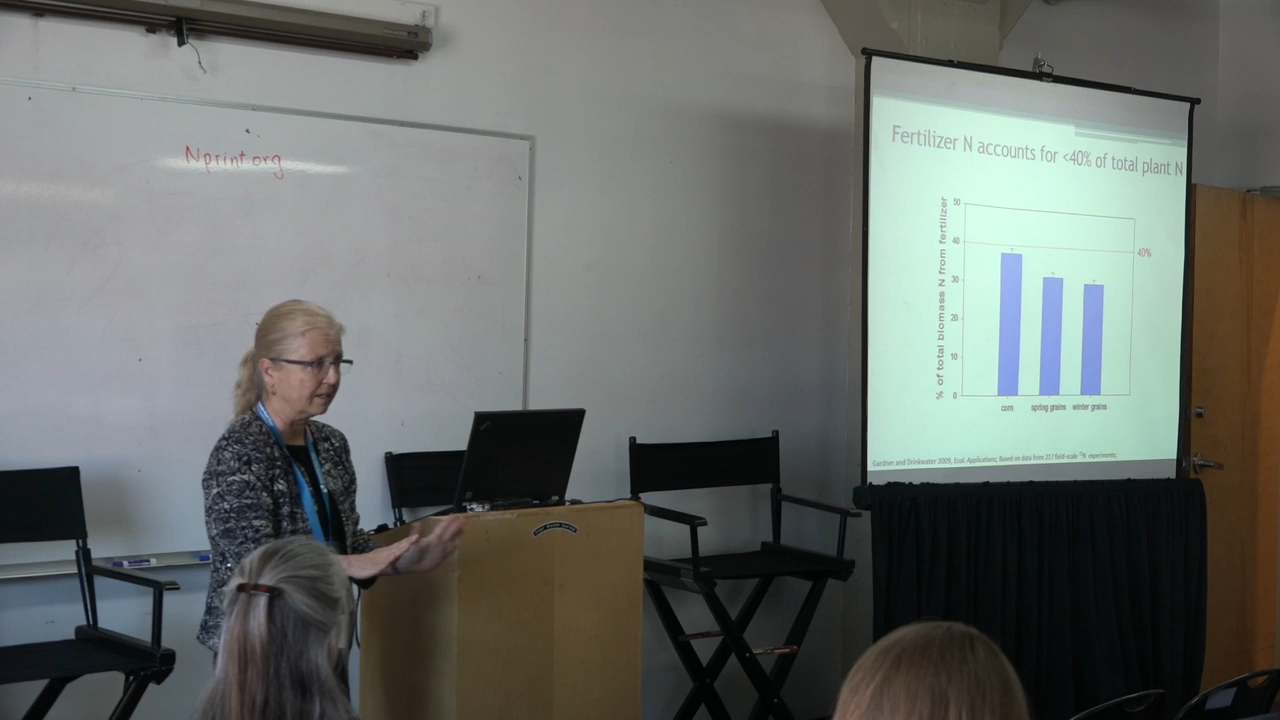 Nprint.org
Fertilizer N accounts for <40% of total plant N
% of total biomass N from fertilizer
50
40
30
20
10
0
40%
corn
spring grains
winter grains
Gardner and Drinkwater 2009, Ecol. Applications; Based on data from 217 field-scale ¹⁵N experiments;